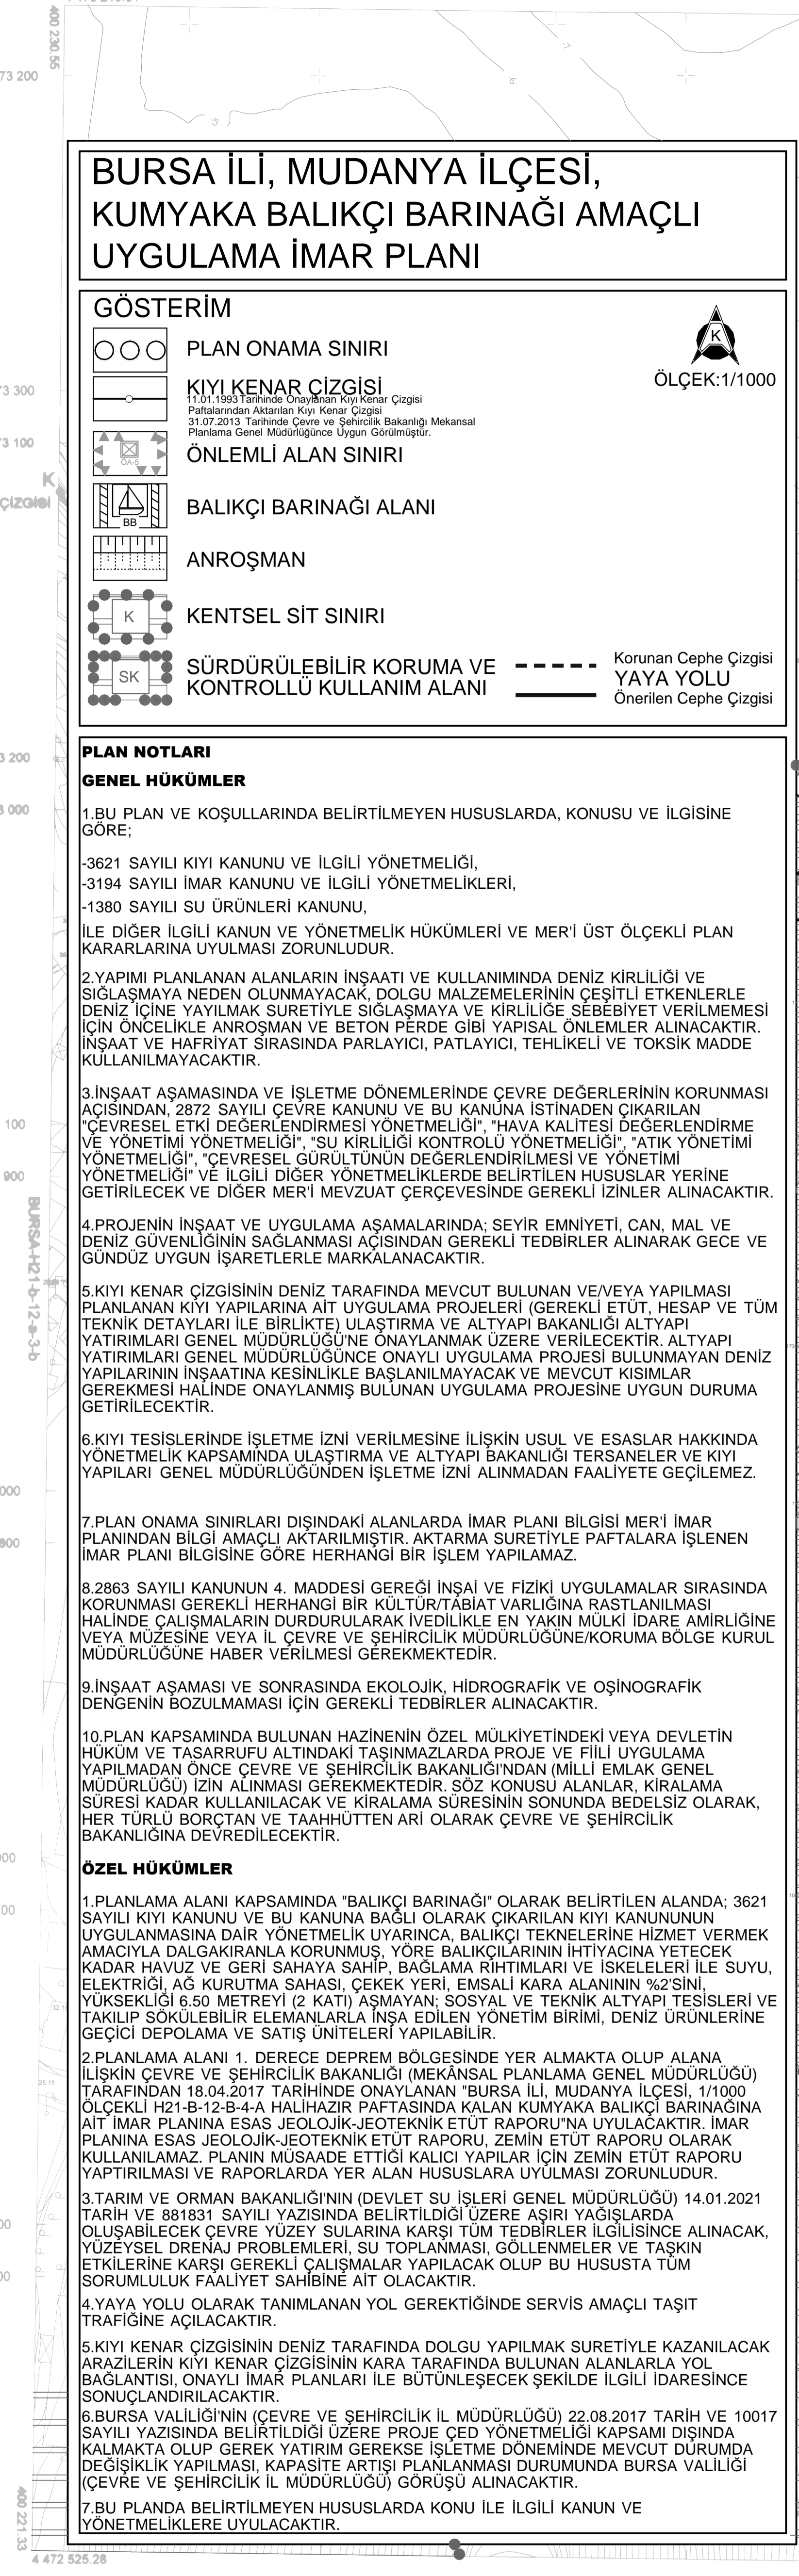 400 230.55
73 200
BURSA İLİ, MUDANYA İLÇESİ,
KUMYAKA BALIKÇI BARINAĞI AMAÇLI
UYGULAMA İMAR PLANI
GÖSTERİM
PLAN ONAMA SINIRI
K
ÖLÇEK:1/1000
KIYI KENAR ÇİZGİSİ
11.01.1993 Tarihinde Onaylanan Kıyı Kenar Çizgisi
Paftalarından Aktarılan Kıyı Kenar Çizgisi
31.07.2013 Tarihinde Çevre ve Şehircilik Bakanlığı Mekansal
Planlama Genel Müdürlüğünce Uygun Görülmüştür.
ÖA-5
ÖNLEMLİ ALAN SINIRI
BB
BALIKÇI BARINAĞI ALANI
ANROŞMAN
K
KENTSEL SİT SINIRI
SK
SÜRDÜRÜLEBİLİR KORUMA VE
KONTROLLÜ KULLANIM ALANI
Korunan Cephe Çizgisi
YAYA YOLU
Önerilen Cephe Çizgisi
3 300
3 100
K
ÇİZGİSİ
PLAN NOTLARI
GENEL HÜKÜMLER
1.BU PLAN VE KOŞULLARINDA BELİRTİLMEYEN HUSUSLARDA, KONUSU VE İLGİSİNE
GÖRE;
-3621 SAYILI KIYI KANUNU VE İLGİLİ YÖNETMELİĞİ,
-3194 SAYILI İMAR KANUNU VE İLGİLİ YÖNETMELİKLERİ,
-1380 SAYILI SU ÜRÜNLERİ KANUNU,
İLE DİĞER İLGİLİ KANUN VE YÖNETMELİK HÜKÜMLERİ VE MER'İ ÜST ÖLÇEKLİ PLAN
KARARLARINA UYULMASI ZORUNLUDUR.
2.YAPIMI PLANLANAN ALANLARIN İNŞAATI VE KULLANIMINDA DENİZ KİRLİLİĞİ VE
SIĞLAŞMAYA NEDEN OLUNMAYACAK, DOLGU MALZEMELERİNİN ÇEŞİTLİ ETKENLERLE
DENİZ İÇİNE YAYILMAK SURETİYLE SIĞLAŞMAYA VE KİRLİLİĞE SEBEBİYET VERİLMEMESİ
İÇİN ÖNCELİKLE ANROŞMAN VE BETON PERDE GİBİ YAPISAL ÖNLEMLER ALINACAKTIR.
İNŞAAT VE HAFRİYAT SIRASINDA PARLAYICI, PATLAYICI, TEHLİKELİ VE TOKSİK MADDE
KULLANILMAYACAKTIR.
3.İNŞAAT AŞAMASINDA VE İŞLETME DÖNEMLERİNDE ÇEVRE DEĞERLERİNİN KORUNMASI
AÇISINDAN, 2872 SAYILI ÇEVRE KANUNU VE BU KANUNA İSTİNADEN ÇIKARILAN
"ÇEVRESEL ETKİ DEĞERLENDİRMESİ YÖNETMELİĞİ", "HAVA KALİTESİ DEĞERLENDİRME
VE YÖNETİMİ YÖNETMELİĞİ", "SU KİRLİLİĞİ KONTROLÜ YÖNETMELİĞİ", "ATIK YÖNETİMİ
YÖNETMELİĞİ", "ÇEVRESEL GÜRÜLTÜNÜN DEĞERLENDİRİLMESİ VE YÖNETİMİ
YÖNETMELİĞİ" VE İLGİLİ DİĞER YÖNETMELİKLERDE BELİRTİLEN HUSUSLAR YERİNE
GETİRİLECEK VE DİĞER MER'İ MEVZUAT ÇERÇEVESİNDE GEREKLİ İZİNLER ALINACAKTIR.
4.PROJENİN İNŞAAT VE UYGULAMA AŞAMALARINDA; SEYİR EMNİYETİ, CAN, MAL VE
DENİZ GÜVENLİĞİNİN SAĞLANMASI AÇISINDAN GEREKLİ TEDBİRLER ALINARAK GECE VE
GÜNDÜZ UYGUN İŞARETLERLE MARKALANACAKTIR.
5.KIYI KENAR ÇİZGİSİNİN DENİZ TARAFINDA MEVCUT BULUNAN VE/VEYA YAPILMASI
PLANLANAN KIYI YAPILARINA AİT UYGULAMA PROJELERİ (GEREKLİ ETÜT, HESAP VE TÜM
TEKNİK DETAYLARI İLE BİRLİKTE) ULAŞTIRMA VE ALTYAPI BAKANLIĞI ALTYAPI
YATIRIMLARI GENEL MÜDÜRLÜĞÜ'NE ONAYLANMAK ÜZERE VERİLECEKTİR. ALTYAPI
YATIRIMLARI GENEL MÜDÜRLÜĞÜNCE ONAYLI UYGULAMA PROJESİ BULUNMAYAN DENİZ
YAPILARININ İNŞAATINA KESİNLİKLE BAŞLANILMAYACAK VE MEVCUT KISIMLAR
GEREKMESİ HALİNDE ONAYLANMIŞ BULUNAN UYGULAMA PROJESİNE UYGUN DURUMA
GETİRİLECEKTİR.
6.KIYI TESİSLERİNDE İŞLETME İZNİ VERİLMESİNE İLİŞKİN USUL VE ESASLAR HAKKINDA
YÖNETMELİK KAPSAMINDA ULAŞTIRMA VE ALTYAPI BAKANLIĞI TERSANELER VE KIYI
YAPILARI GENEL MÜDÜRLÜĞÜNDEN İŞLETME İZNİ ALINMADAN FAALİYETE GEÇİLEMEZ.
7.PLAN ONAMA SINIRLARI DIŞINDAKİ ALANLARDA İMAR PLANI BİLGİSİ MER'İ İMAR
PLANINDAN BİLGİ AMAÇLI AKTARILMIŞTIR. AKTARMA SURETİYLE PAFTALARA İŞLENEN
İMAR PLANI BİLGİSİNE GÖRE HERHANGİ BİR İŞLEM YAPILAMAZ.
8.2863 SAYILI KANUNUN 4. MADDESİ GEREĞİ İNŞAİ VE FİZİKİ UYGULAMALAR SIRASINDA
KORUNMASI GEREKLİ HERHANGİ BİR KÜLTÜR/TABİAT VARLIĞINA RASTLANILMASI
HALİNDE ÇALIŞMALARIN DURDURULARAK İVEDİLİKLE EN YAKIN MÜLKİ İDARE AMİRLİĞİNE
VEYA MÜZESİNE VEYA İL ÇEVRE VE ŞEHİRCİLİK MÜDÜRLÜĞÜNE/KORUMA BÖLGE KURUL
MÜDÜRLÜĞÜNE HABER VERİLMESİ GEREKMEKTEDİR.
9.İNŞAAT AŞAMASI VE SONRASINDA EKOLOJİK, HİDROGRAFİK VE OŞİNOGRAFİK
DENGENİN BOZULMAMASI İÇİN GEREKLİ TEDBİRLER ALINACAKTIR.
10.PLAN KAPSAMINDA BULUNAN HAZİNENİN ÖZEL MÜLKİYETİNDEKİ VEYA DEVLETİN
HÜKÜM VE TASARRUFU ALTINDAKİ TAŞINMAZLARDA PROJE VE FİİLİ UYGULAMA
YAPILMADAN ÖNCE ÇEVRE VE ŞEHİRCİLİK BAKANLIĞI'NDAN (MİLLİ EMLAK GENEL
MÜDÜRLÜĞÜ) İZİN ALINMASI GEREKMEKTEDİR. SÖZ KONUSU ALANLAR, KİRALAMA
SÜRESİ KADAR KULLANILACAK VE KİRALAMA SÜRESİNİN SONUNDA BEDELSİZ OLARAK,
HER TÜRLÜ BORÇTAN VE TAAHHÜTTEN ARİ OLARAK ÇEVRE VE ŞEHİRCİLİK
BAKANLIĞINA DEVREDİLECEKTİR.
ÖZEL HÜKÜMLER
1.PLANLAMA ALANI KAPSAMINDA "BALIKÇI BARINAĞI" OLARAK BELİRTİLEN ALANDA; 3621
SAYILI KIYI KANUNU VE BU KANUNA BAĞLI OLARAK ÇIKARILAN KIYI KANUNUNUN
UYGULANMASINA DAİR YÖNETMELİK UYARINCA, BALIKÇI TEKNELERİNE HİZMET VERMEK
AMACIYLA DALGAKIRANLA KORUNMUŞ, YÖRE BALIKÇILARININ İHTİYACINA YETECEK
KADAR HAVUZ VE GERİ SAHAYA SAHİP, BAĞLAMA RIHTIMLARI VE İSKELELERİ İLE SUYU,
ELEKTRİĞİ, AĞ KURUTMA SAHASI, ÇEKEK YERİ, EMSALİ KARA ALANININ %2'SİNİ,
YÜKSEKLİĞİ 6.50 METREYİ (2 KATI) AŞMAYAN; SOSYAL VE TEKNİK ALTYAPI TESİSLERİ VE
TAKILIP SÖKÜLEBİLİR ELEMANLARLA İNŞA EDİLEN YÖNETİM BİRİMİ, DENİZ ÜRÜNLERİNE
GEÇİCİ DEPOLAMA VE SATIŞ ÜNİTELERİ YAPILABİLİR.
2.PLANLAMA ALANI 1. DERECE DEPREM BÖLGESİNDE YER ALMAKTA OLUP ALANA
İLİŞKİN ÇEVRE VE ŞEHİRCİLİK BAKANLIĞI (MEKÂNSAL PLANLAMA GENEL MÜDÜRLÜĞÜ)
TARAFINDAN 18.04.2017 TARİHİNDE ONAYLANAN "BURSA İLİ, MUDANYA İLÇESİ, 1/1000
ÖLÇEKLİ H21-B-12-B-4-A HALİHAZIR PAFTASINDA KALAN KUMYAKA BALIKÇI BARINAĞINA
AİT İMAR PLANINA ESAS JEOLOJİK-JEOTEKNİK ETÜT RAPORU"NA UYULACAKTIR. İMAR
PLANINA ESAS JEOLOJİK-JEOTEKNİK ETÜT RAPORU, ZEMİN ETÜT RAPORU OLARAK
KULLANILAMAZ. PLANIN MÜSAADE ETTİĞİ KALICI YAPILAR İÇİN ZEMİN ETÜT RAPORU
YAPTIRILMASI VE RAPORLARDA YER ALAN HUSUSLARA UYULMASI ZORUNLUDUR.
3.TARIM VE ORMAN BAKANLIĞI'NIN (DEVLET SU İŞLERİ GENEL MÜDÜRLÜĞÜ) 14.01.2021
TARİH VE 881831 SAYILI YAZISINDA BELİRTİLDİĞİ ÜZERE AŞIRI YAĞIŞLARDA
OLUŞABİLECEK ÇEVRE YÜZEY SULARINA KARŞI TÜM TEDBİRLER İLGİLİSİNCE ALINACAK,
YÜZEYSEL DRENAJ PROBLEMLERİ, SU TOPLANMASI, GÖLLENMELER VE TAŞKIN
ETKİLERİNE KARŞI GEREKLİ ÇALIŞMALAR YAPILACAK OLUP BU HUSUSTA TÜM
SORUMLULUK FAALİYET SAHİBİNE AİT OLACAKTIR.
4.YAYA YOLU OLARAK TANIMLANAN YOL GEREKTİĞİNDE SERVİS AMAÇLI TAŞIT
TRAFİĞİNE AÇILACAKTIR.
5.KIYI KENAR ÇİZGİSİNİN DENİZ TARAFINDA DOLGU YAPILMAK SURETİYLE KAZANILACAK
ARAZİLERİN KIYI KENAR ÇİZGİSİNİN KARA TARAFINDA BULUNAN ALANLARLA YOL
BAĞLANTISI, ONAYLI İMAR PLANLARI İLE BÜTÜNLEŞECEK ŞEKİLDE İLGİLİ İDARESİNCE
SONUÇLANDIRILACAKTIR.
6.BURSA VALİLİĞİ'NİN (ÇEVRE VE ŞEHİRCİLİK İL MÜDÜRLÜĞÜ) 22.08.2017 TARİH VE 10017
SAYILI YAZISINDA BELİRTİLDİĞİ ÜZERE PROJE ÇED YÖNETMELİĞİ KAPSAMI DIŞINDA
KALMAKTA OLUP GEREK YATIRIM GEREKSE İŞLETME DÖNEMİNDE MEVCUT DURUMDA
DEĞİŞİKLİK YAPILMASI, KAPASİTE ARTIŞI PLANLANMASI DURUMUNDA BURSA VALİLİĞİ
(ÇEVRE VE ŞEHİRCİLİK İL MÜDÜRLÜĞÜ) GÖRÜŞÜ ALINACAKTIR.
7.BU PLANDA BELİRTİLMEYEN HUSUSLARDA KONU İLE İLGİLİ KANUN VE
YÖNETMELİKLERE UYULACAKTIR.
3 200
000
100
900
BURSA-H21-b-12-a-3-b
25.15
400 221.33
4 472 525.28